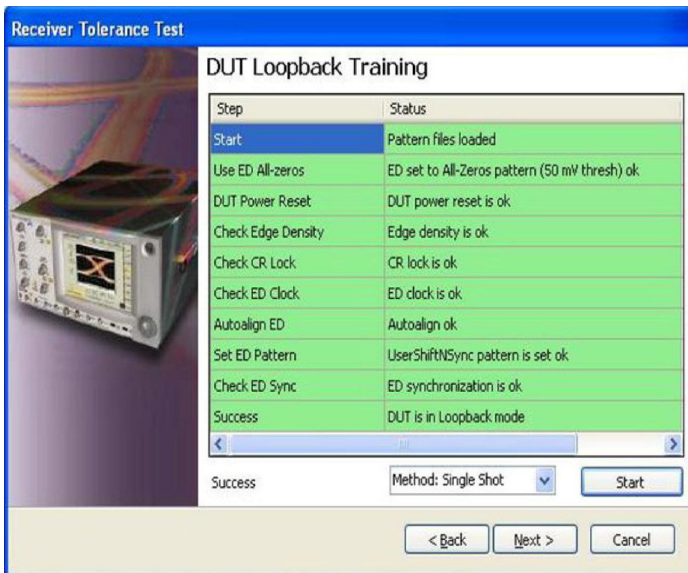 Receiver Tolerance Test
DUT Loopback Training
Step Status
Start Pattern files loaded
Use ED All-zeros ED set to All-Zeros pattern (50 mV thresh) ok
DUT Power Reset DUT power reset is ok
Check Edge Density Edge density is ok
Check CR Lock CR lock is ok
Check ED Clock ED clock is ok
Autoalign ED Autoalign ok
Set ED Pattern UserShiftNSync pattern is set ok
Check ED Sync ED synchronization is ok
Success DUT is in Loopback mode
Success Method: Single Shot Start
< Back Next > Cancel